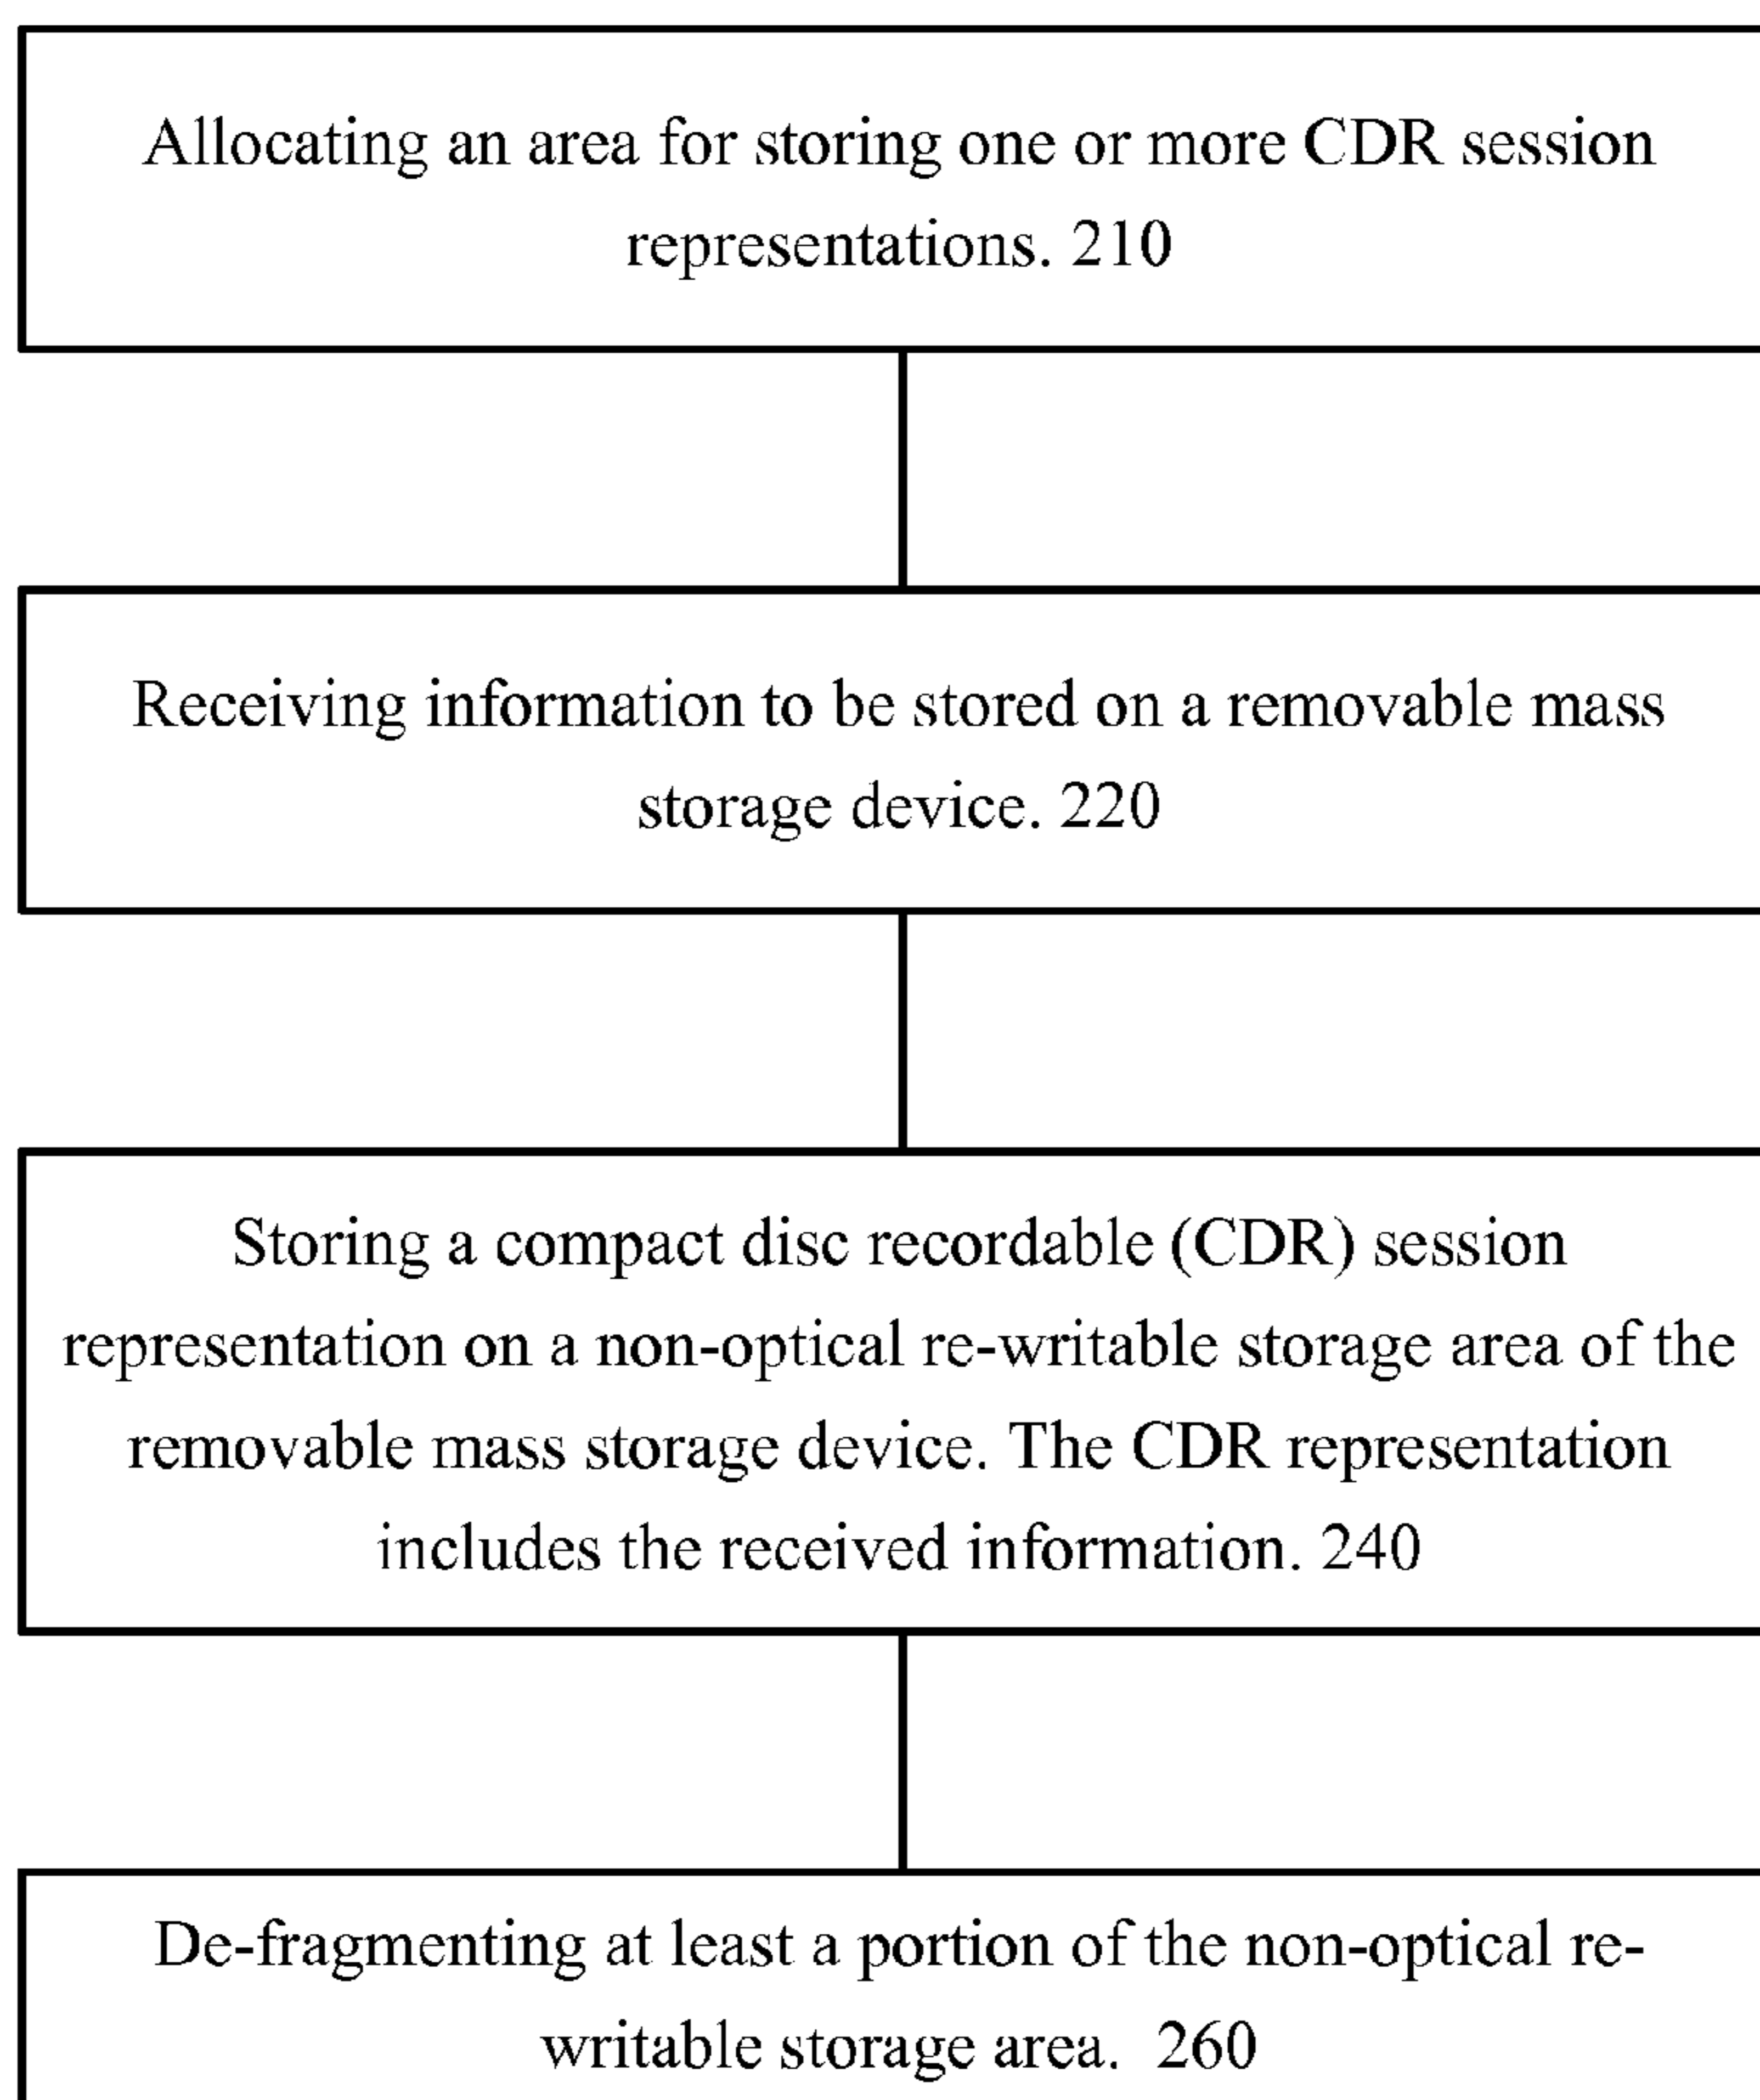 Allocating an area for storing one or more CDR session
representations. 210
Receiving information to be stored on a removable mass
storage device. 220
Storing a compact disc recordable (CDR) session
representation on a non-optical re-writable storage area of the
removable mass storage device. The CDR representation
includes the received information. 240
De-fragmenting at least a portion of the non-optical re-
writable storage area.  260